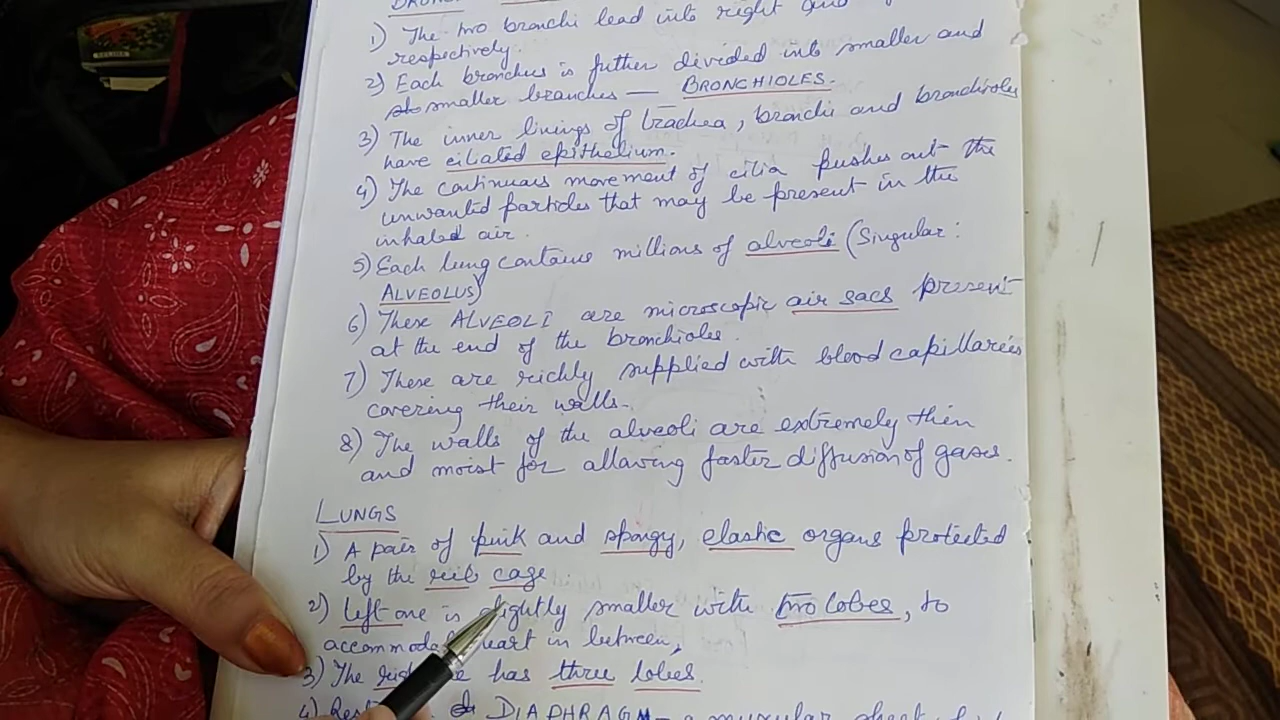 1) The two bronchi lead into right and
respectively.
2) Each bronchus is futher divided into smaller and
smaller branches — BRONCHIOLES.
3) The inner linings of trachea, bronchi and bronchioles
have ciliated epithelium.
4) The continuous movement of cilia pushes out the
unwanted particles that may be present in the
inhaled air.
5) Each lung contains millions of alveoli (Singular:
ALVEOLUS)
6) These ALVEOLI are microscopic air sacs present
at the end of the bronchioles.
7) These are richly supplied with blood capillaries
covering their walls.
8) The walls of the alveoli are extremely thin
and moist for allowing faster diffusion of gases.
LUNGS
1) A pair of pink and spongy, elastic organs protected
by the rib cage.
2) Left one is slightly smaller with two lobes, to
heart in between,
3) The has three lobes.
4) DIAPHRAGM - a muscular sheet